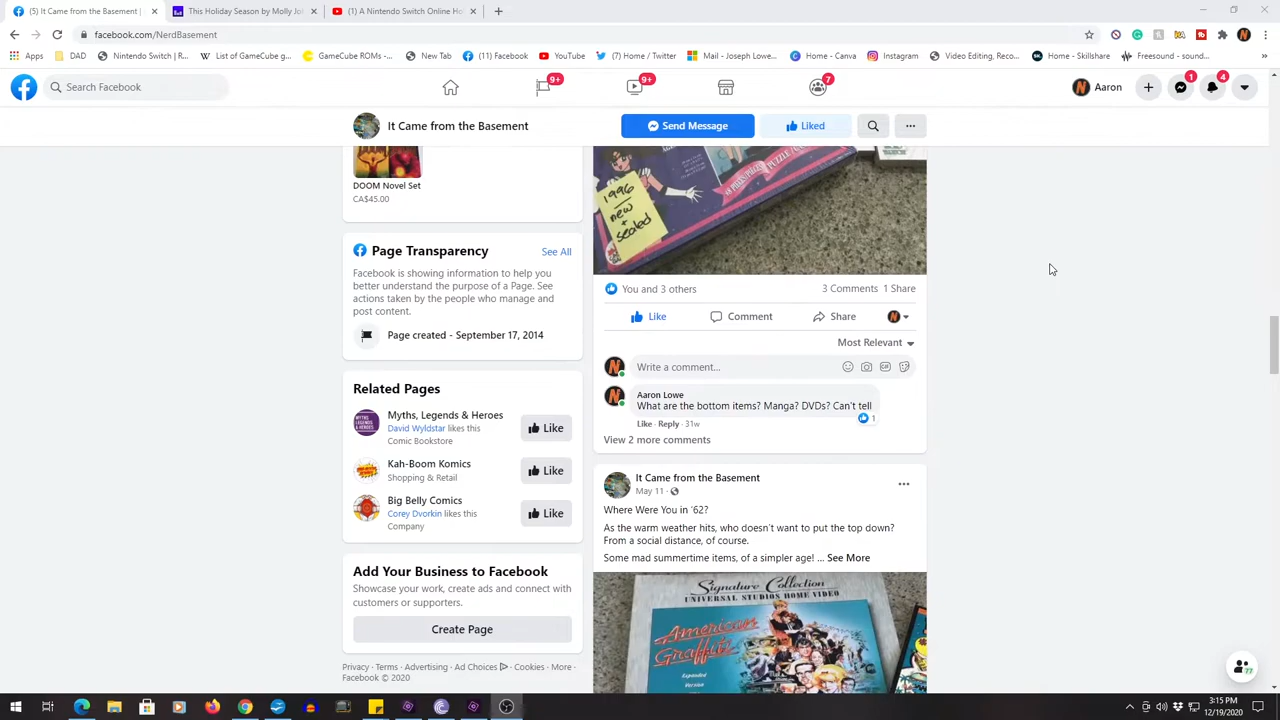 (5) It Came from the Basement |
This Holiday Season by Molly Jo
(1) A Nintendo Switch Online Ho
facebook.com/NerdBasement
Apps
DAD
Nintendo Switch | R...
List of GameCube g...
GameCube ROMs -...
New Tab
(11) Facebook
YouTube
(7) Home / Twitter
Mail - Joseph Lowe...
Home - Canva
Instagram
Video Editing, Reco...
Home - Skillshare
Freesound - soun...
Search Facebook
9+
9+
7
Aaron
1
4
It Came from the Basement
Send Message
Liked
DOOM Novel Set
CA$45.00
Page Transparency
See All
Facebook is showing information to help you
better understand the purpose of a Page. See
actions taken by the people who manage and
post content.
Page created - September 17, 2014
Related Pages
Myths, Legends & Heroes
David Wyldstar likes this
Comic Bookstore
Like
Kah-Boom Komics
Shopping & Retail
Like
Big Belly Comics
Corey Dvorkin likes this
Company
Like
Add Your Business to Facebook
Showcase your work, create ads and connect with
customers or supporters.
Create Page
Privacy · Terms · Advertising · Ad Choices · Cookies · More ·
Facebook © 2020
1996
new +
sealed
You and 3 others
3 Comments 1 Share
Like
Comment
Share
Most Relevant
Write a comment...
GIF
Aaron Lowe
What are the bottom items? Manga? DVDs? Can't tell
1
Like · Reply · 31w
View 2 more comments
It Came from the Basement
May 11 ·
Where Were You in '62?
As the warm weather hits, who doesn't want to put the top down?
From a social distance, of course.
Some mad summertime items, of a simpler age! ... See More
Signature Collection
UNIVERSAL STUDIOS HOME VIDEO
American
Graffiti
Expanded
Version
77
3:15 PM
12/19/2020